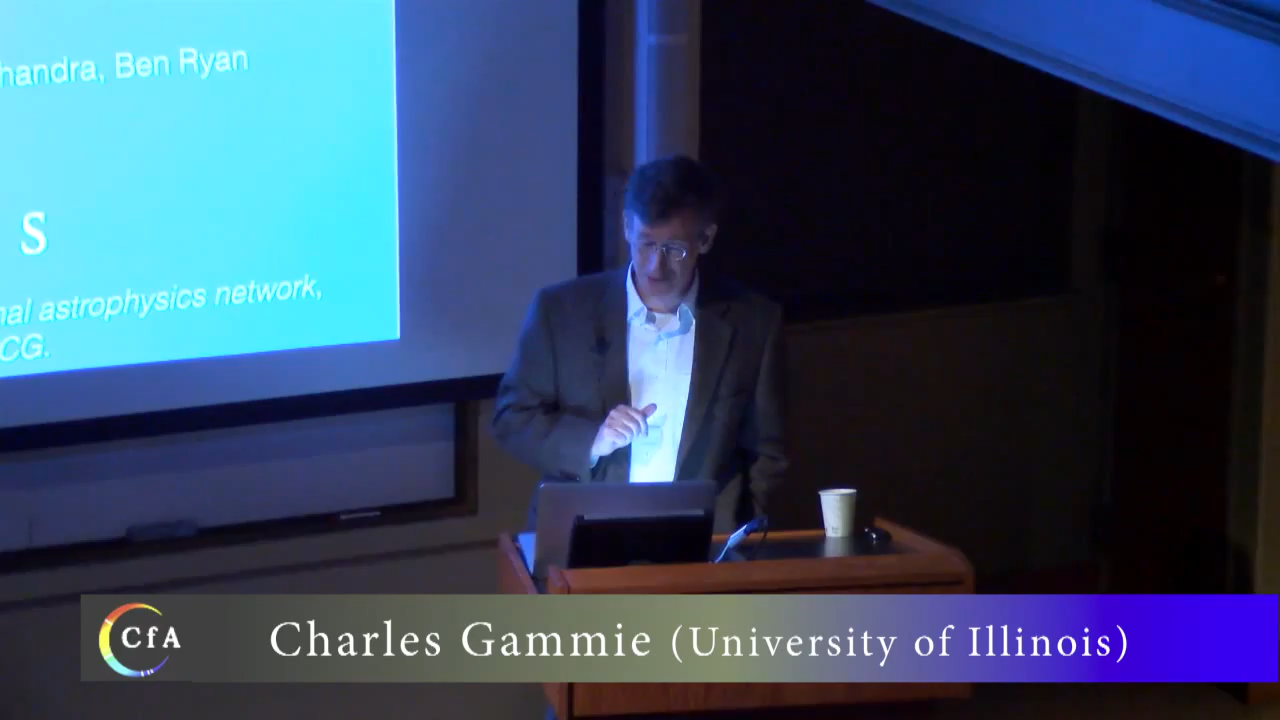 handra, Ben Ryan
s
nal astrophysics network,
CG.
CfA
Charles Gammie (University of Illinois)